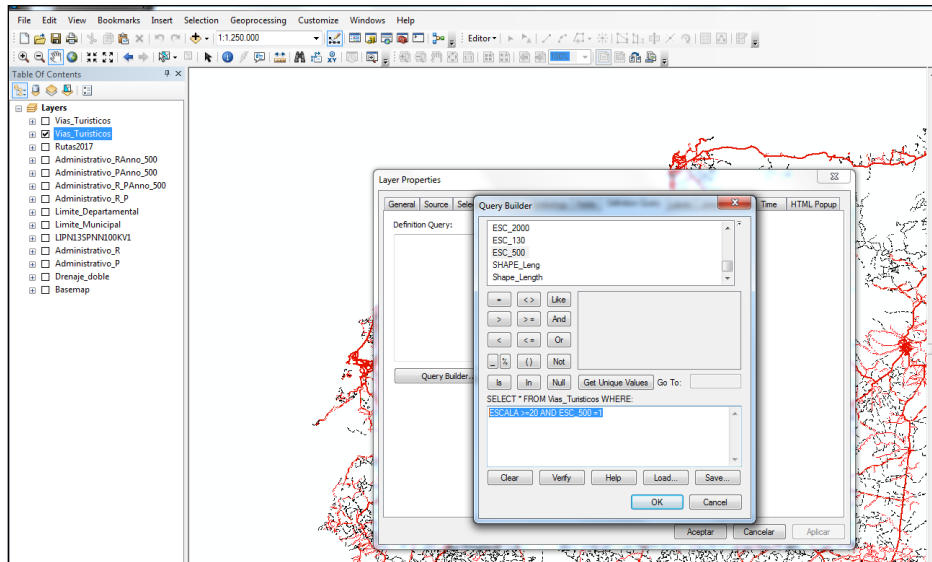 File Edit View Bookmarks Insert Selection Geoprocessing Customize Windows Help
1:1.250.000
Editor
Table Of Contents
Layers
Vias_Turisticos
Vias_Turisticos
Rutas2017
Administrativo_RAnno_500
Administrativo_PAnno_500
Administrativo_R_PAnno_500
Administrativo_R_P
Limite_Departamental
Limite_Municipal
LIPN13SPNN100KV1
Administrativo_R
Administrativo_P
Drenaje_doble
Basemap
Layer Properties
General Source Time HTML Popup
Definition Query:
Query Builder...
Query Builder
ESC_2000
ESC_130
ESC_500
SHAPE_Leng
Shape_Length
= < > Like
> > = And
< < = Or
_ % ( ) Not
Is In Null Get Unique Values Go To:
SELECT * FROM Vias_Turisticos WHERE:
ESCALA >=20 AND ESC_500 =1
Clear Verify Help Load... Save...
OK Cancel
Aceptar Cancelar Aplicar